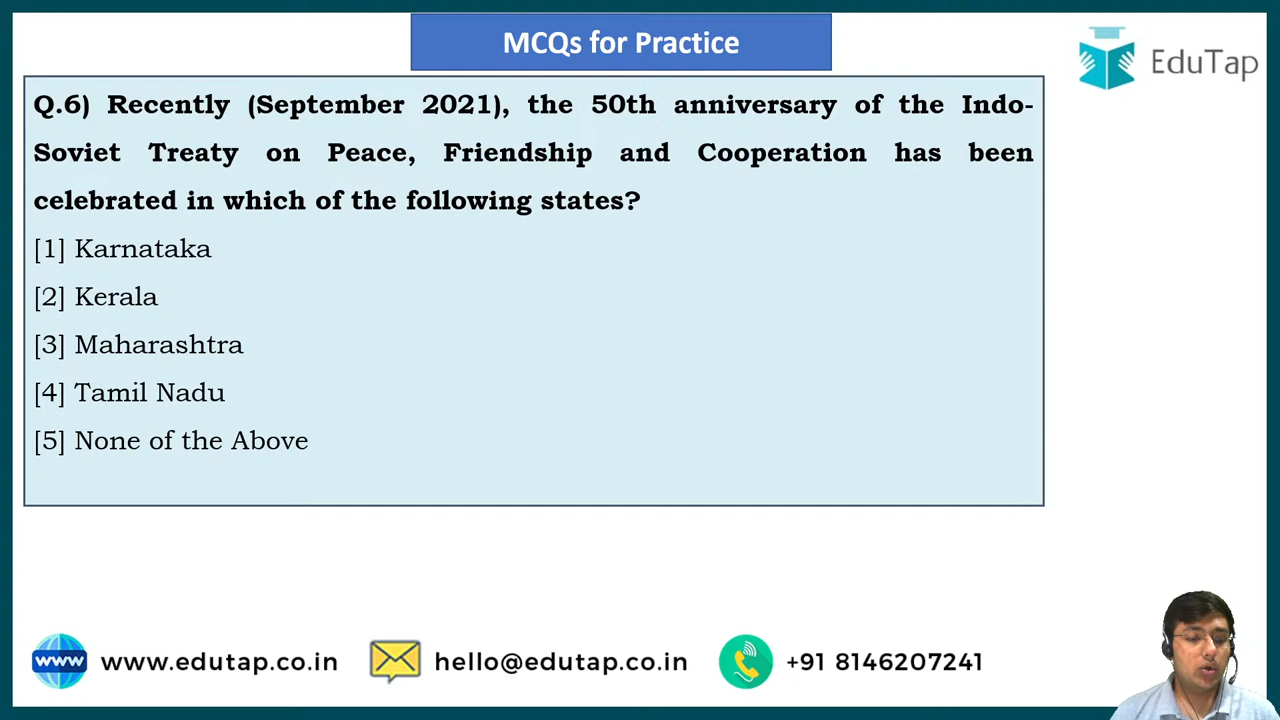 MCQs for Practice
EduTap
Q.6) Recently (September 2021), the 50th anniversary of the Indo-
Soviet Treaty on Peace, Friendship and Cooperation has been
celebrated in which of the following states?
[1] Karnataka
[2] Kerala
[3] Maharashtra
[4] Tamil Nadu
[5] None of the Above
www www.edutap.co.in hello@edutap.co.in +91 8146207241